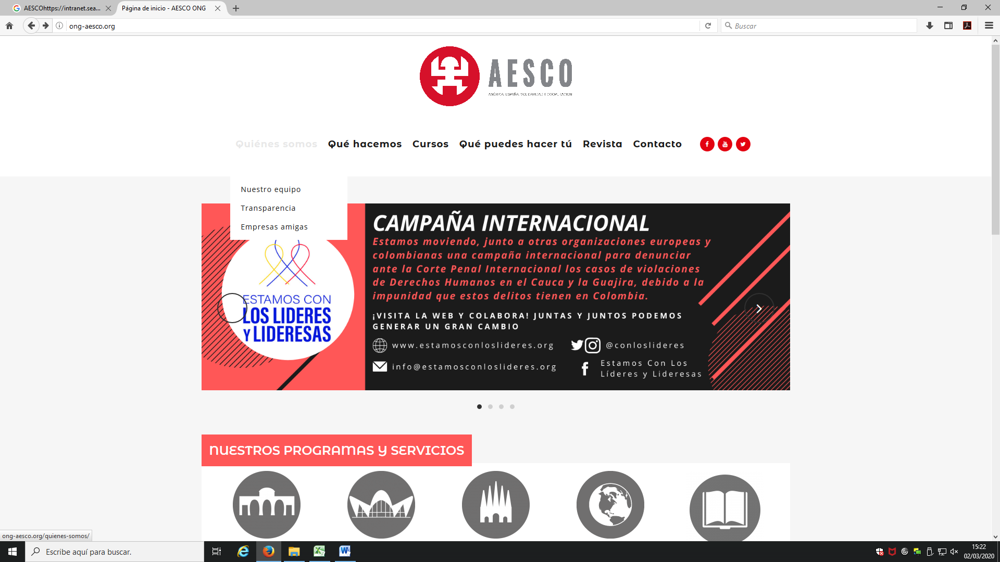 AESCOhttps://intranet.sea...
Página de inicio - AESCO ONG
ong-aesco.org
Buscar
AESCO
AMÉRICA, ESPAÑA, SOLIDARIDAD Y COOPERACIÓN
Quiénes somos
Qué hacemos
Cursos
Qué puedes hacer tú
Revista
Contacto
Nuestro equipo
Transparencia
Empresas amigas
ESTAMOS CON
LOS LIDERES
Y LIDERESAS
CAMPAÑA INTERNACIONAL
Estamos moviendo, junto a otras organizaciones europeas y
colombianas una campaña internacional para denunciar
ante la Corte Penal Internacional los casos de violaciones
de Derechos Humanos en el Cauca y la Guajira, debido a la
impunidad que estos delitos tienen en Colombia.
¡VISITA LA WEB Y COLABORA! JUNTAS Y JUNTOS PODEMOS
GENERAR UN GRAN CAMBIO
www.estamosconloslideres.org
@conloslideres
info@estamosconloslideres.org
Estamos Con Los
Líderes y Lideresas
NUESTROS PROGRAMAS Y SERVICIOS
ong-aesco.org/quienes-somos/
Escribe aquí para buscar.
15:22
02/03/2020